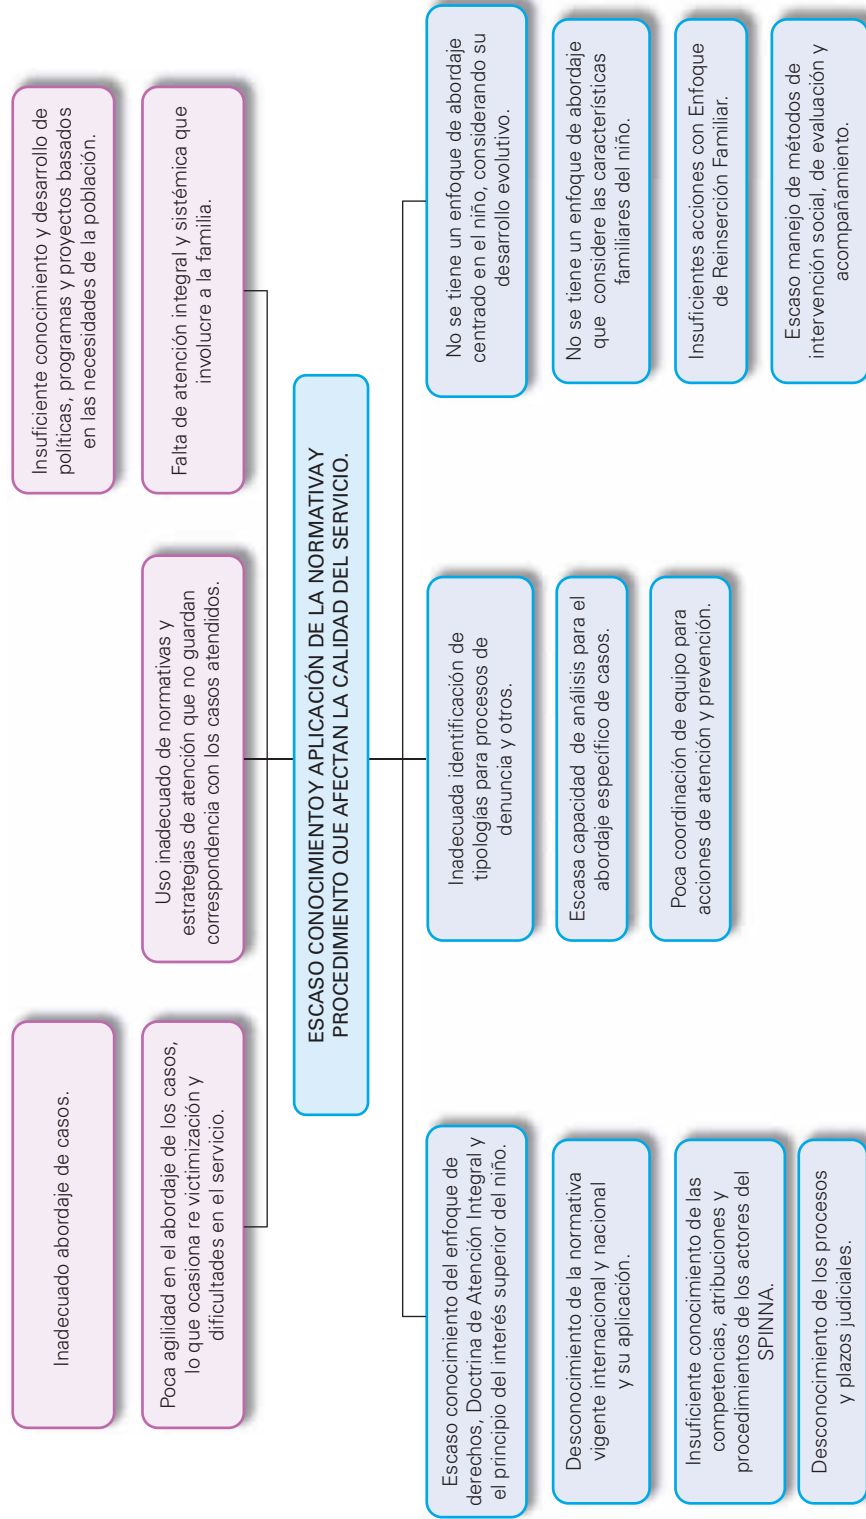 Inadecuado abordaje de casos.
Poca agilidad en el abordaje de los casos,
lo que ocasiona re victimización y
dificultades en el servicio.
Uso inadecuado de normativas y
estrategias de atención que no guardan
correspondencia con los casos atendidos.
Insuficiente conocimiento y desarrollo de
políticas, programas y proyectos basados
en las necesidades de la población.
Falta de atención integral y sistémica que
involucre a la familia.
ESCASO CONOCIMIENTO Y APLICACIÓN DE LA NORMATIVA Y
PROCEDIMIENTO QUE AFECTAN LA CALIDAD DEL SERVICIO.
Escaso conocimiento del enfoque de
derechos, Doctrina de Atención Integral y
el principio del interés superior del niño.
Desconocimiento de la normativa
vigente internacional y nacional
y su aplicación.
Insuficiente conocimiento de las
competencias, atribuciones y
procedimientos de los actores del
SPINNA.
Desconocimiento de los procesos
y plazos judiciales.
Inadecuada identificación de
tipologías para procesos de
denuncia y otros.
Escasa capacidad de análisis para el
abordaje específico de casos.
Poca coordinación de equipo para
acciones de atención y prevención.
No se tiene un enfoque de abordaje
centrado en el niño, considerando su
desarrollo evolutivo.
No se tiene un enfoque de abordaje
que considere las características
familiares del niño.
Insuficientes acciones con Enfoque
de Reinserción Familiar.
Escaso manejo de métodos de
intervención social, de evaluación y
acompañamiento.